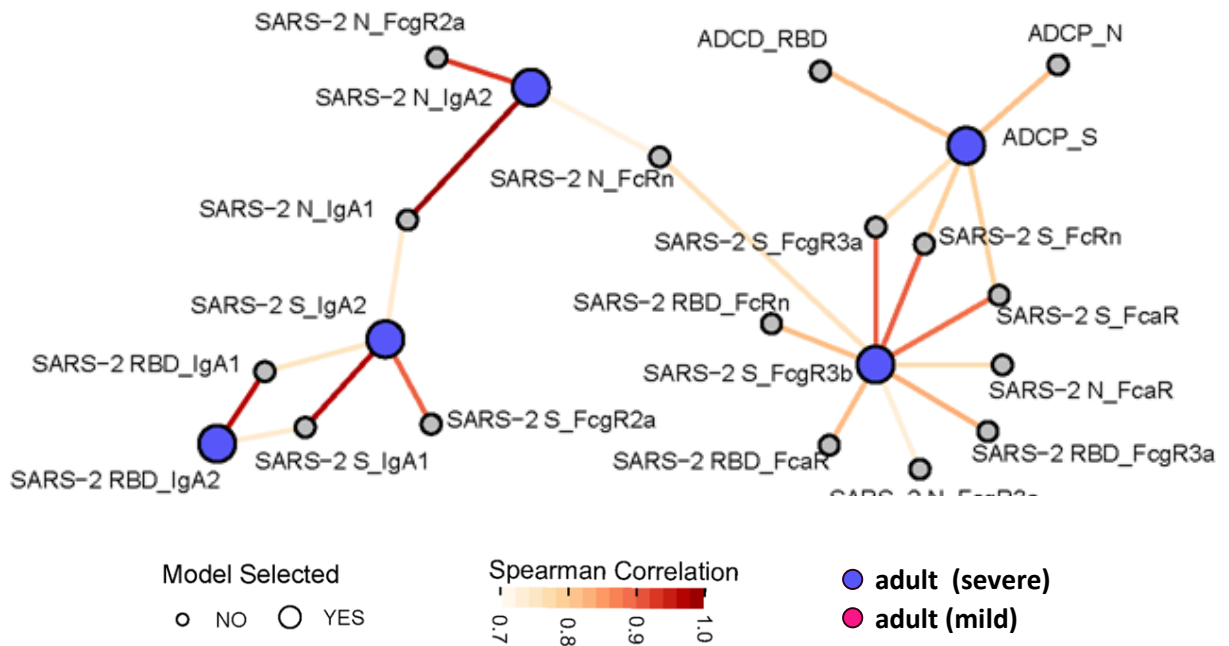 SARS−2 N_FcgR2a
ADCD_RBD
ADCP_N
SARS−2 N_IgA2
ADCP_S
SARS−2 N_FcRn
SARS−2 N_IgA1
SARS−2 S_FcgR3a
SARS−2 S_FcRn
SARS−2 S_IgA2
SARS−2 RBD_FcRn
SARS−2 S_FcaR
SARS−2 RBD_IgA1
SARS−2 S_FcgR3b
SARS−2 N_FcaR
SARS−2 S_FcgR2a
SARS−2 S_IgA1
SARS−2 RBD_FcaR
SARS−2 RBD_FcgR3a
SARS−2 RBD_IgA2
SARS−2 N_FcgR3a
Model Selected
NO
YES
Spearman Correlation
0.7
0.8
0.9
1.0
adult (severe)
adult (mild)